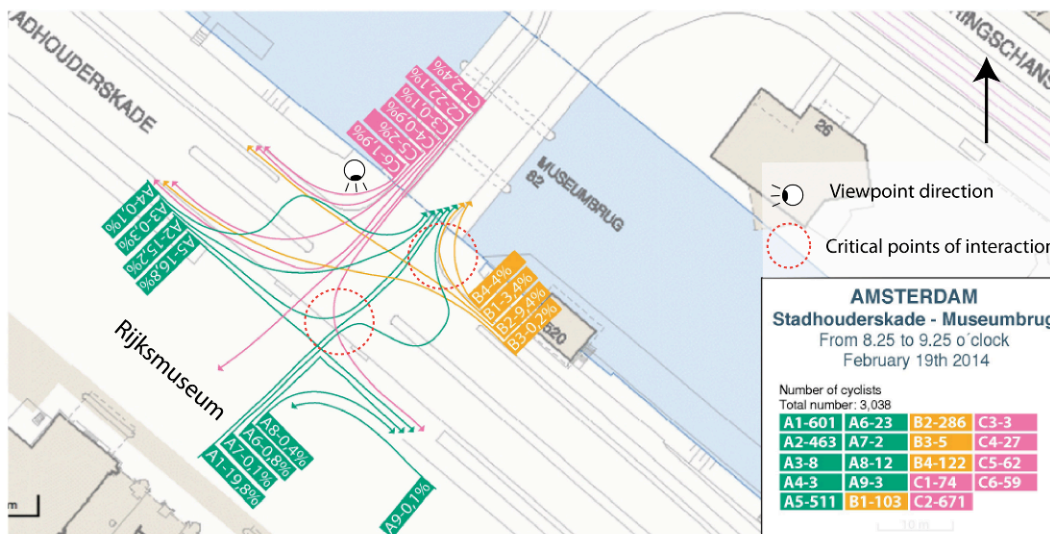 ADHOUDERSKADE
RINGSCHANS
C1-2,4%
C2-22,1%
C3-0,1%
C4-0,9%
C5-2%
C6-1,9%
26
MUSEUMBRUG
82
Viewpoint direction
Critical points of interaction
A4-0,1%
A3-0,3%
A2-15,2%
A5-16,8%
B4-4%
B1-3,4%
B2-9,4%
B3-0,2%
520
Rijksmuseum
A8-0,4%
A6-0,8%
A7-0,1%
A1-19,8%
A9-0,1%
m
AMSTERDAM
Stadhouderskade - Museumbrug
From 8.25 to 9.25 o´clock
February 19th 2014
Number of cyclists
Total number: 3,038
A1-601 A6-23 B2-286 C3-3
A2-463 A7-2 B3-5 C4-27
A3-8 A8-12 B4-122 C5-62
A4-3 A9-3 C1-74 C6-59
A5-511 B1-103 C2-671
10 m